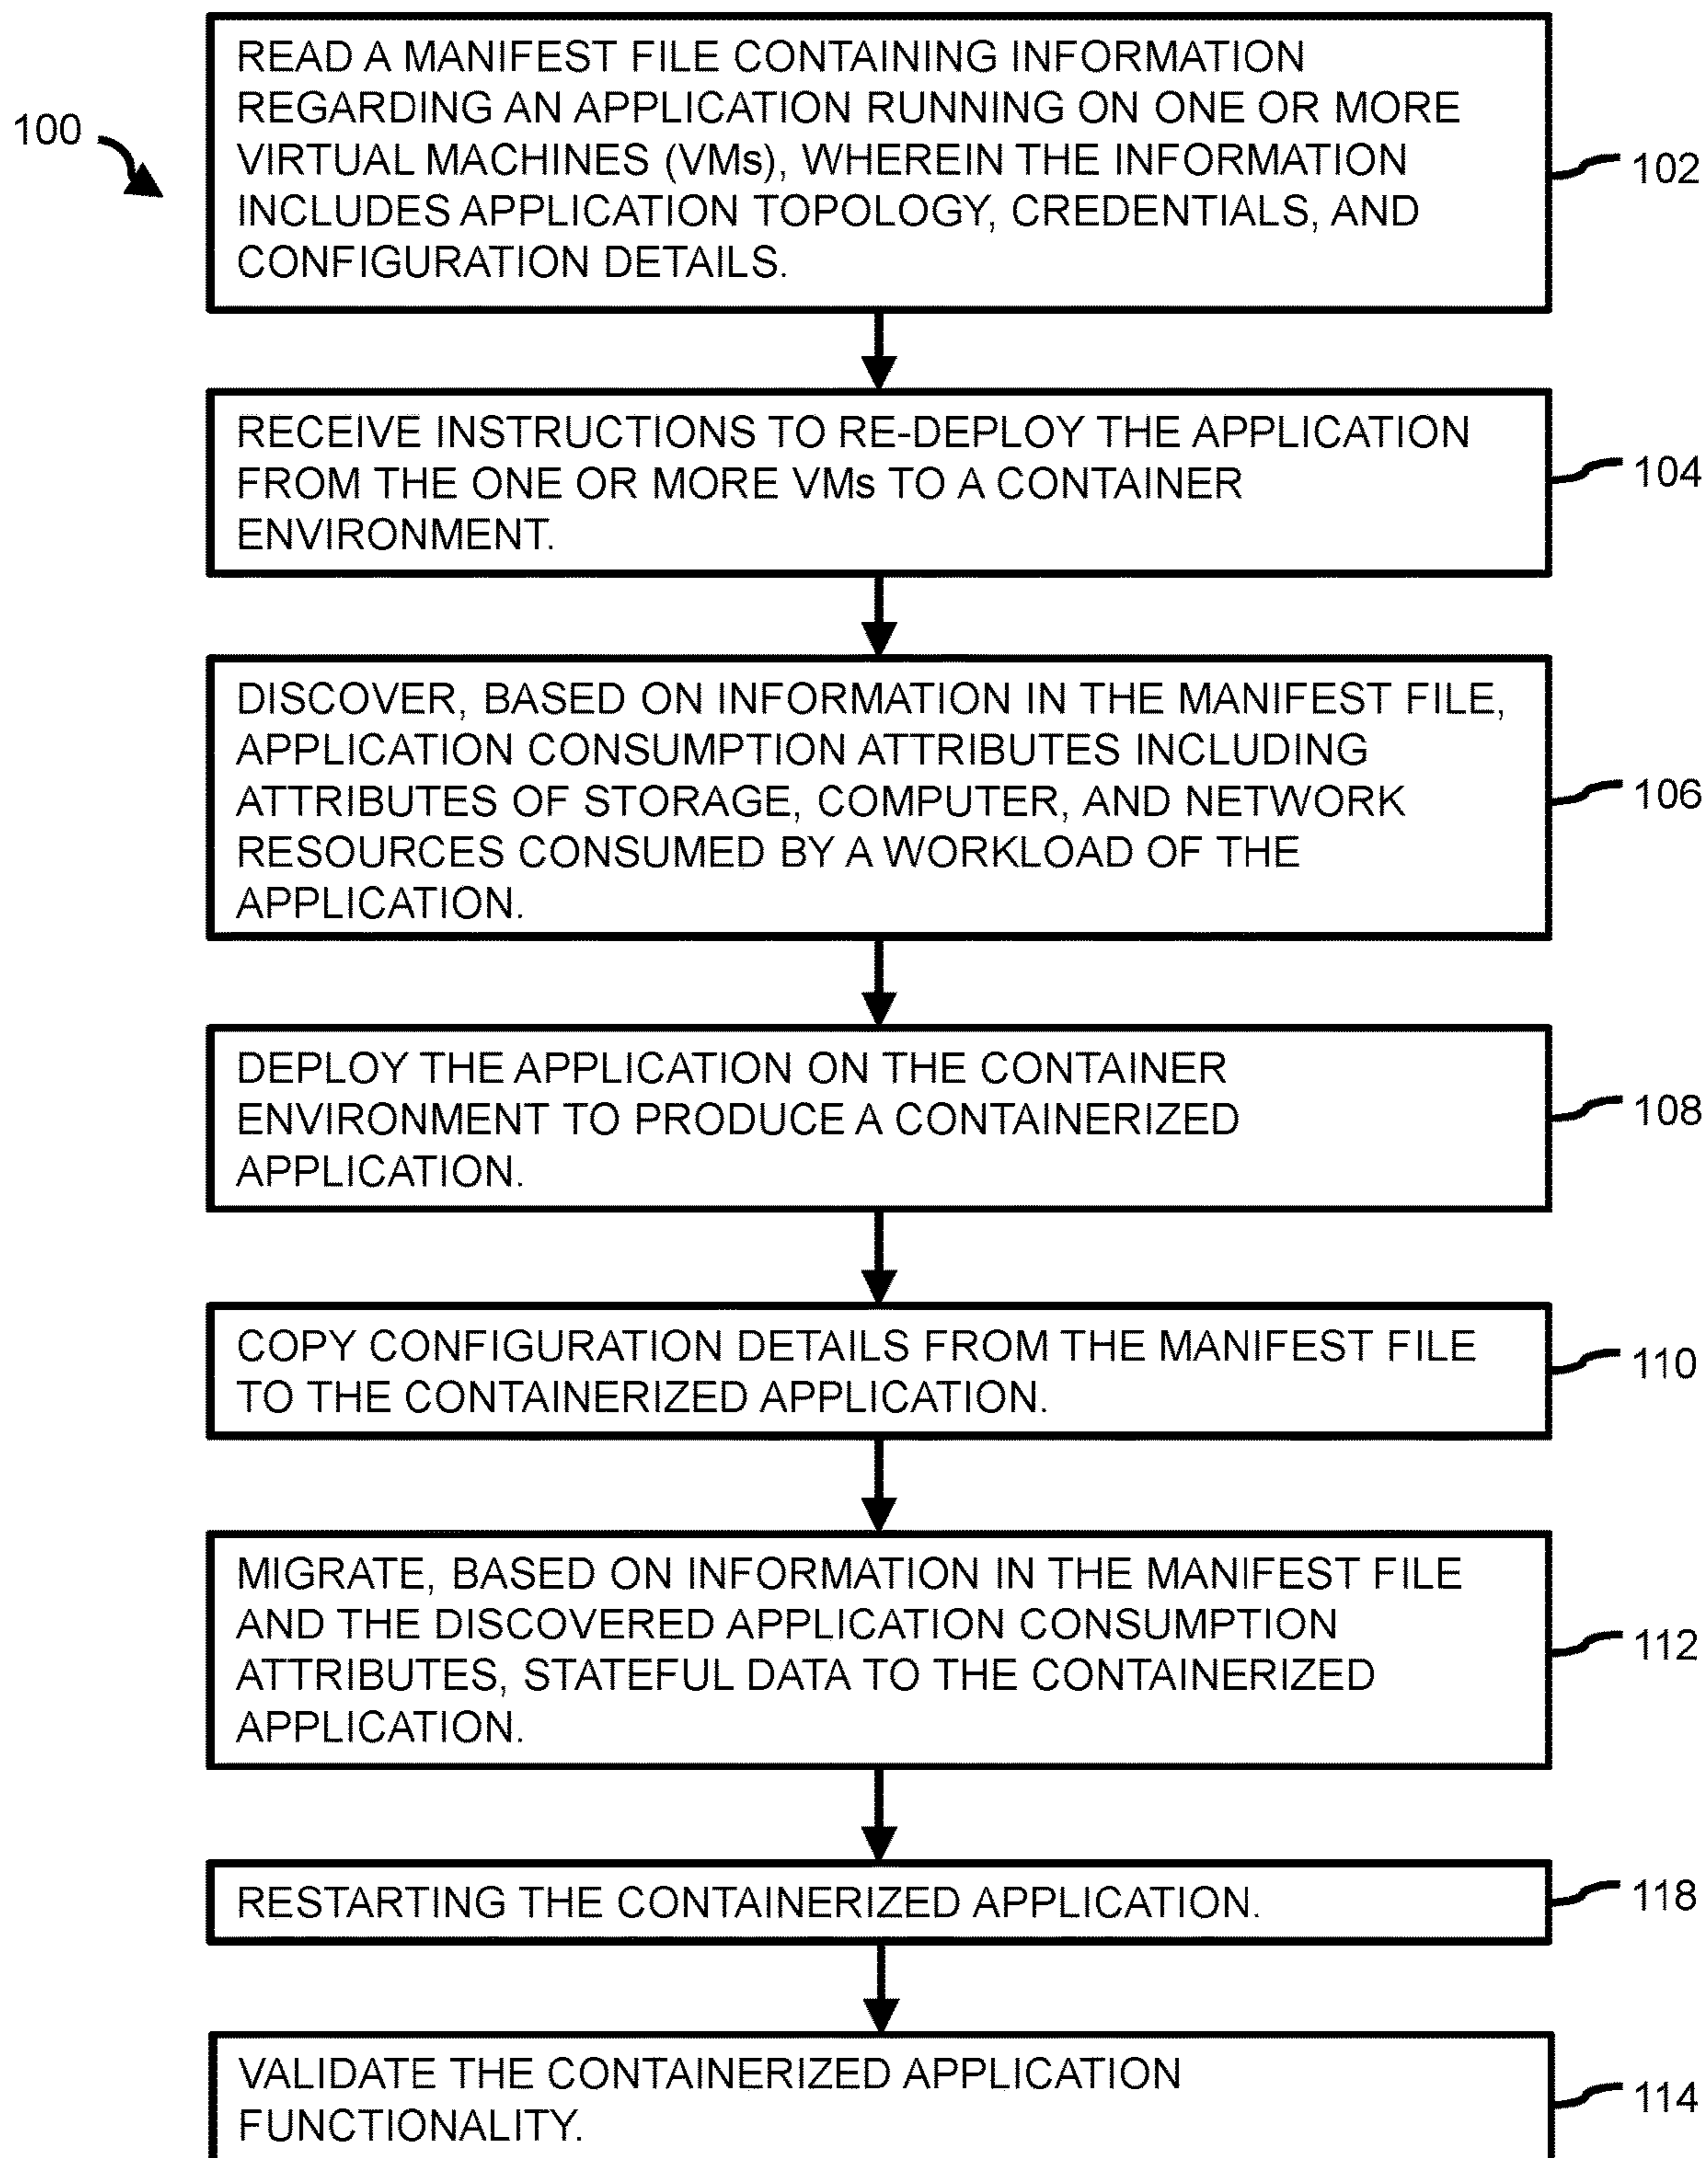 100
READ A MANIFEST FILE CONTAINING INFORMATION
REGARDING AN APPLICATION RUNNING ON ONE OR MORE
VIRTUAL MACHINES (VMs), WHEREIN THE INFORMATION
INCLUDES APPLICATION TOPOLOGY, CREDENTIALS, AND
CONFIGURATION DETAILS.
102
RECEIVE INSTRUCTIONS TO RE-DEPLOY THE APPLICATION
FROM THE ONE OR MORE VMs TO A CONTAINER
ENVIRONMENT.
104
DISCOVER, BASED ON INFORMATION IN THE MANIFEST FILE,
APPLICATION CONSUMPTION ATTRIBUTES INCLUDING
ATTRIBUTES OF STORAGE, COMPUTER, AND NETWORK
RESOURCES CONSUMED BY A WORKLOAD OF THE
APPLICATION.
106
DEPLOY THE APPLICATION ON THE CONTAINER
ENVIRONMENT TO PRODUCE A CONTAINERIZED
APPLICATION.
108
COPY CONFIGURATION DETAILS FROM THE MANIFEST FILE
TO THE CONTAINERIZED APPLICATION.
110
MIGRATE, BASED ON INFORMATION IN THE MANIFEST FILE
AND THE DISCOVERED APPLICATION CONSUMPTION
ATTRIBUTES, STATEFUL DATA TO THE CONTAINERIZED
APPLICATION.
112
RESTARTING THE CONTAINERIZED APPLICATION.
118
VALIDATE THE CONTAINERIZED APPLICATION
FUNCTIONALITY.
114